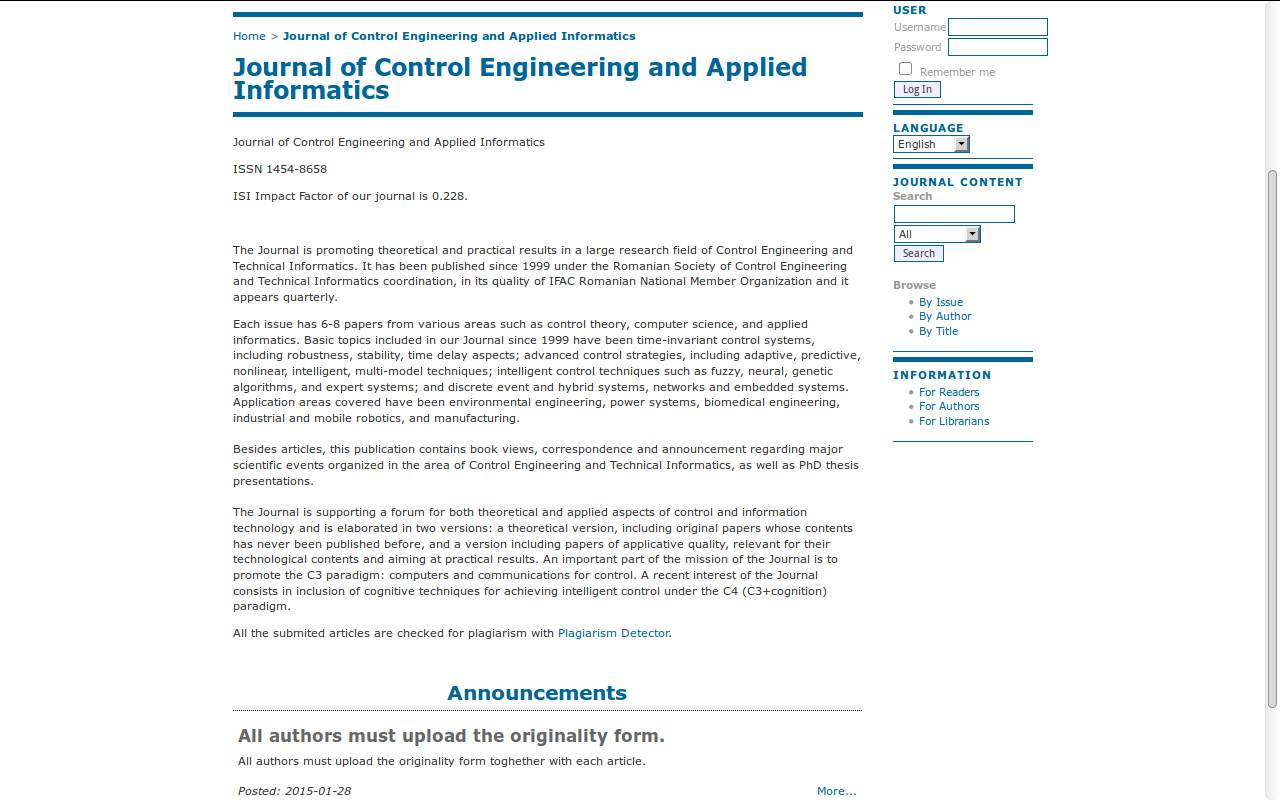 Home > Journal of Control Engineering and Applied Informatics
Journal of Control Engineering and Applied
Informatics
Journal of Control Engineering and Applied Informatics
ISSN 1454-8658
ISI Impact Factor of our journal is 0.228.
The Journal is promoting theoretical and practical results in a large research field of Control Engineering and
Technical Informatics. It has been published since 1999 under the Romanian Society of Control Engineering
and Technical Informatics coordination, in its quality of IFAC Romanian National Member Organization and it
appears quarterly.
Each issue has 6-8 papers from various areas such as control theory, computer science, and applied
informatics. Basic topics included in our Journal since 1999 have been time-invariant control systems,
including robustness, stability, time delay aspects; advanced control strategies, including adaptive, predictive,
nonlinear, intelligent, multi-model techniques; intelligent control techniques such as fuzzy, neural, genetic
algorithms, and expert systems; and discrete event and hybrid systems, networks and embedded systems.
Application areas covered have been environmental engineering, power systems, biomedical engineering,
industrial and mobile robotics, and manufacturing.
Besides articles, this publication contains book views, correspondence and announcement regarding major
scientific events organized in the area of Control Engineering and Technical Informatics, as well as PhD thesis
presentations.
The Journal is supporting a forum for both theoretical and applied aspects of control and information
technology and is elaborated in two versions: a theoretical version, including original papers whose contents
has never been published before, and a version including papers of applicative quality, relevant for their
technological contents and aiming at practical results. An important part of the mission of the Journal is to
promote the C3 paradigm: computers and communications for control. A recent interest of the Journal
consists in inclusion of cognitive techniques for achieving intelligent control under the C4 (C3+cognition)
paradigm.
All the submited articles are checked for plagiarism with Plagiarism Detector.
Announcements
All authors must upload the originality form.
All authors must upload the originality form toghether with each article.
Posted: 2015-01-28 More...
USER
Username
Password
Remember me
Log In
LANGUAGE
English
JOURNAL CONTENT
Search
All
Search
Browse
By Issue
By Author
By Title
INFORMATION
For Readers
For Authors
For Librarians